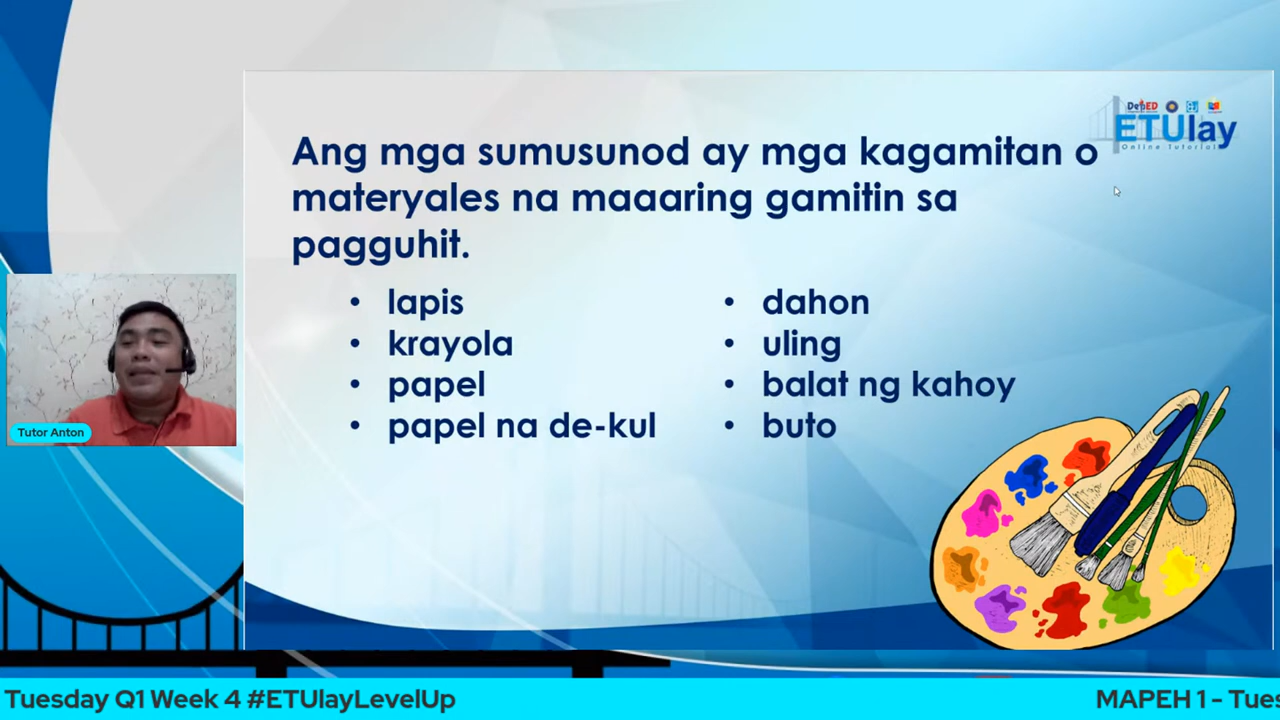 DepED
ETUlay
Online Tutorial
Ang mga sumusunod ay mga kagamitan o
materyales na maaaring gamitin sa
pagguhit.
• lapis
• krayola
• papel
• papel na de-kul
• dahon
• uling
• balat ng kahoy
• buto
Tutor Anton
Tuesday Q1 Week 4 #ETUlayLevelUp
MAPEH 1 - Tues